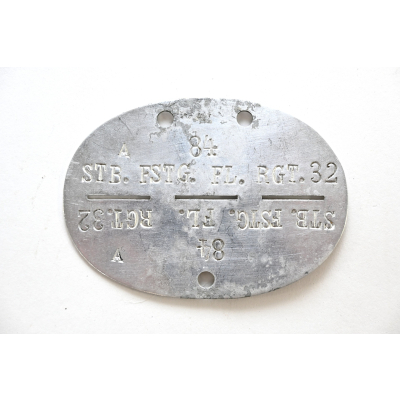 84
A
STB. FSTG. FL. RGT. 32
STB. FSTG. FL. RGT. 32
84
A